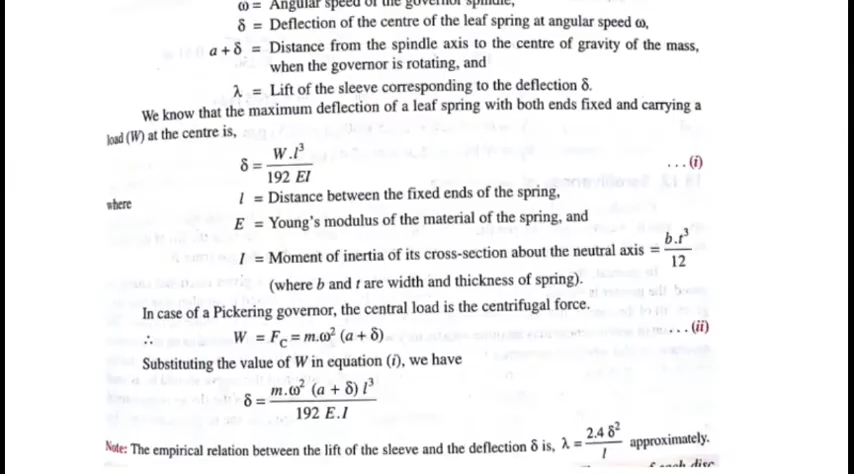 ω = Angular speed of the governor spindle,
δ = Deflection of the centre of the leaf spring at angular speed ω,
a + δ = Distance from the spindle axis to the centre of gravity of the mass,
when the governor is rotating, and
λ = Lift of the sleeve corresponding to the deflection δ.
We know that the maximum deflection of a leaf spring with both ends fixed and carrying a
load (W) at the centre is,
δ = W.l³ / 192 EI ...(i)
where l = Distance between the fixed ends of the spring,
E = Young's modulus of the material of the spring, and
I = Moment of inertia of its cross-section about the neutral axis = b.t³ / 12
(where b and t are width and thickness of spring).
In case of a Pickering governor, the central load is the centrifugal force.
∴ W = F_C = m.ω² (a + δ) ...(ii)
Substituting the value of W in equation (i), we have
δ = m.ω² (a + δ) l³ / 192 E.I
Note: The empirical relation between the lift of the sleeve and the deflection δ is, λ = 2.4 δ² / l approximately.